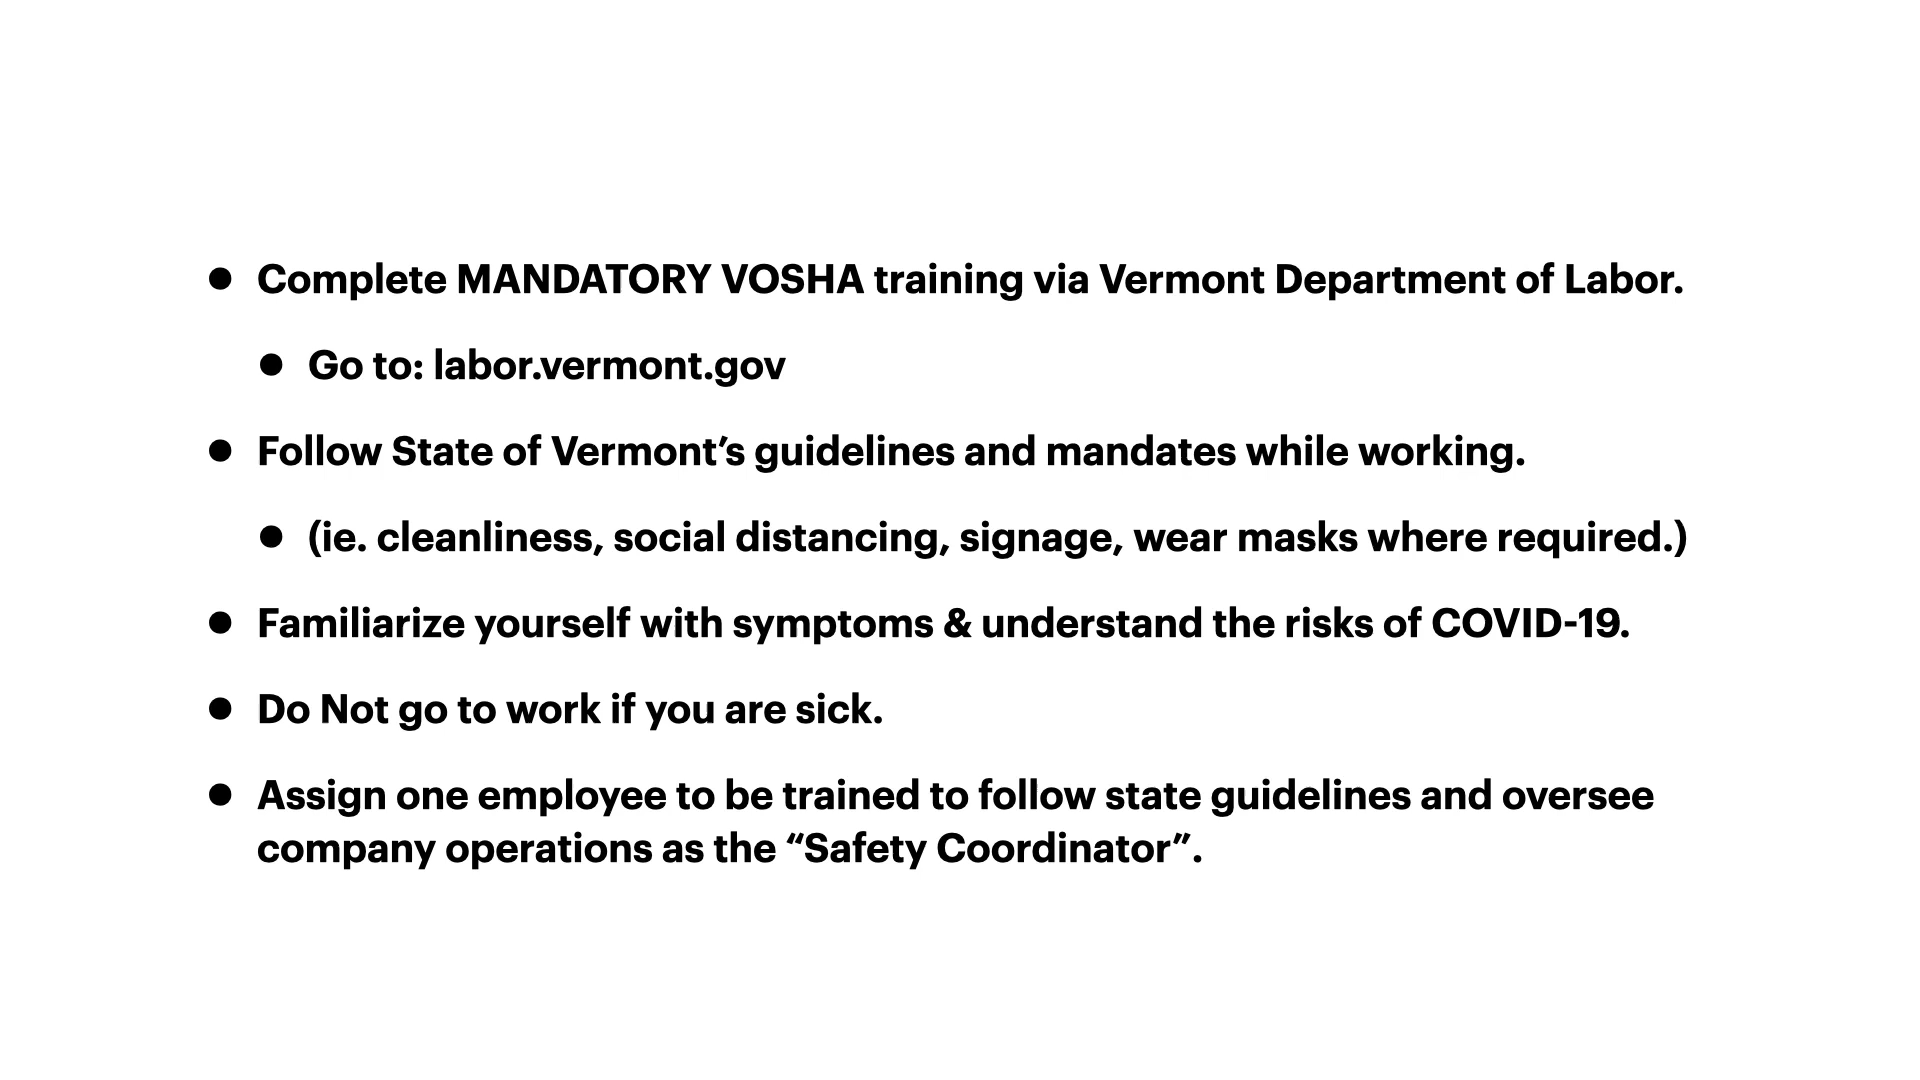 ● Complete MANDATORY VOSHA training via Vermont Department of Labor.
● Go to: labor.vermont.gov
● Follow State of Vermont’s guidelines and mandates while working.
● (ie. cleanliness, social distancing, signage, wear masks where required.)
● Familiarize yourself with symptoms & understand the risks of COVID-19.
● Do Not go to work if you are sick.
● Assign one employee to be trained to follow state guidelines and oversee
company operations as the “Safety Coordinator”.